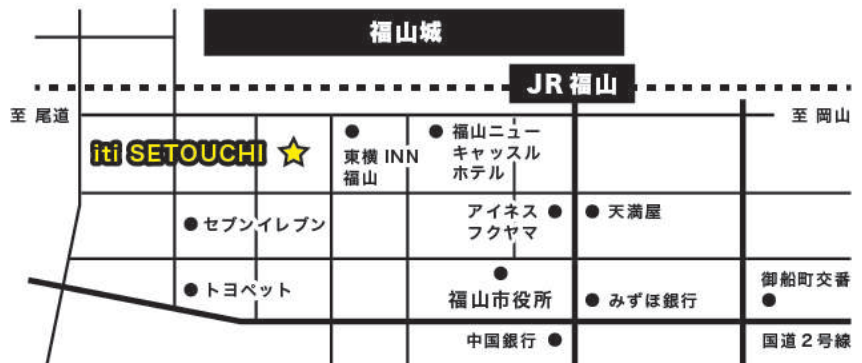 福山城
JR 福山
至 尾道
至 岡山
iti SETOUCHI
東横 INN
福山
福山ニュー
キャッスル
ホテル
セブンイレブン
アイネス
フクヤマ
天満屋
トヨペット
福山市役所
みずほ銀行
御船町交番
中国銀行
国道2号線